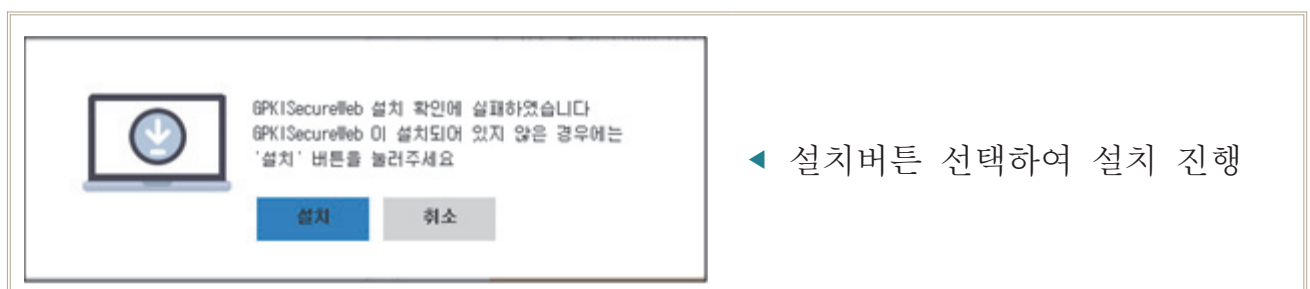 GPKISecureWeb 설치 확인에 실패하였습니다
GPKISecureWeb 이 설치되어 있지 않은 경우에는
'설치' 버튼을 눌러주세요
설치 취소
◀ 설치버튼 선택하여 설치 진행